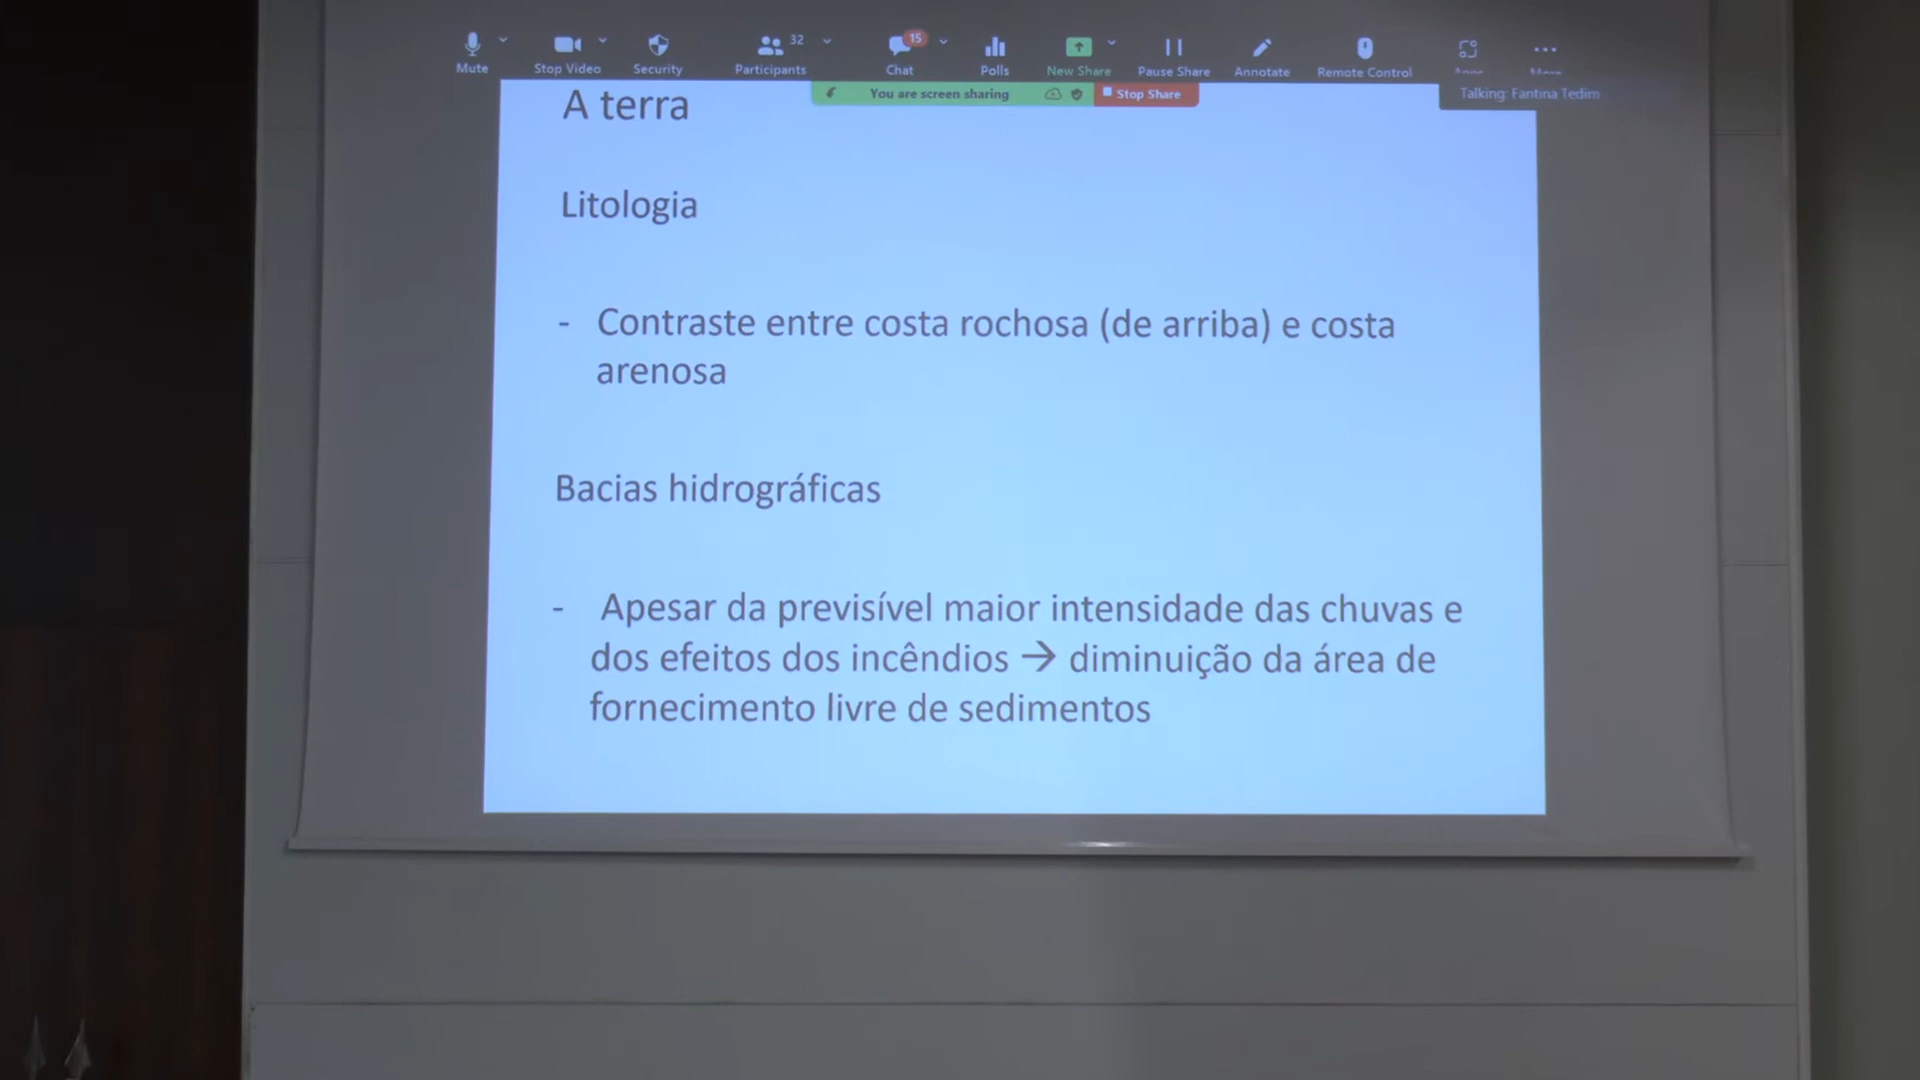 32
15
Mute
Stop Video
Security
Participants
Chat
Polls
New Share
Pause Share
Annotate
Remote Control
You are screen sharing
Stop Share
Talking: Fantina Tedim
A terra
Litologia
- Contraste entre costa rochosa (de arriba) e costa
arenosa
Bacias hidrográficas
- Apesar da previsível maior intensidade das chuvas e
dos efeitos dos incêndios → diminuição da área de
fornecimento livre de sedimentos